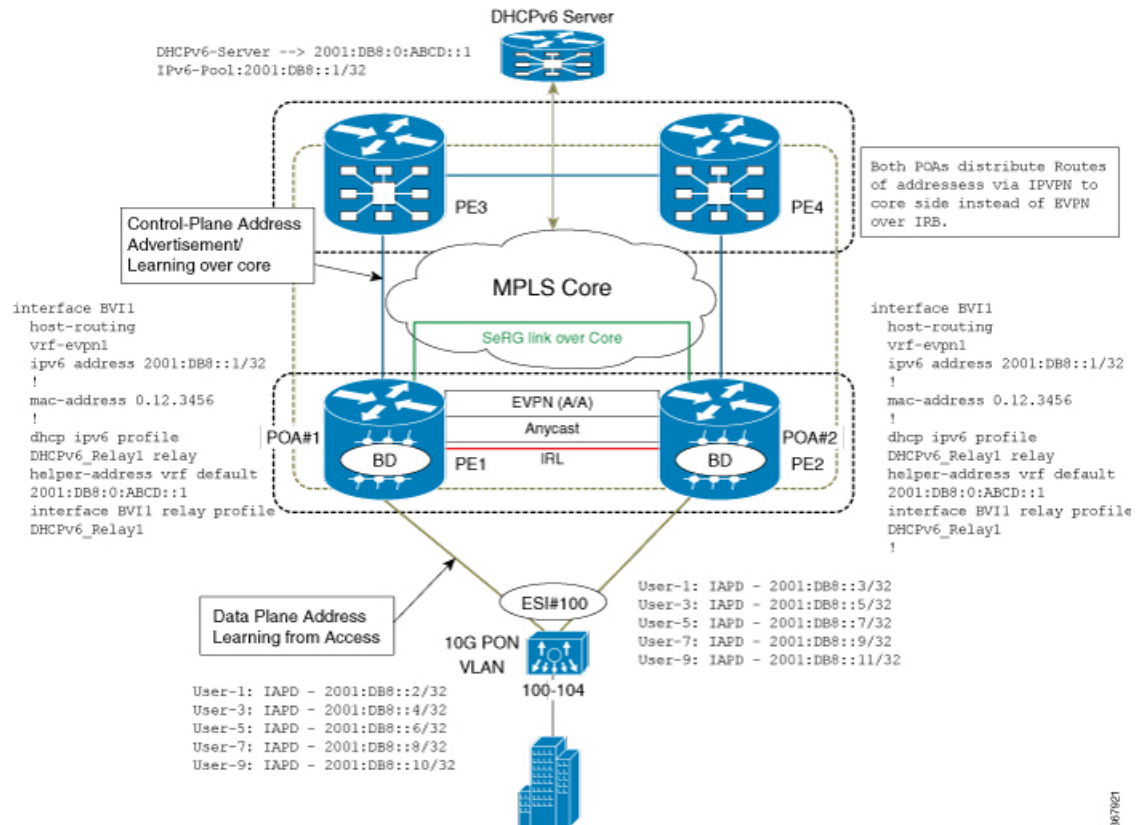 DHCPv6 Server
DHCPv6-Server --> 2001:DB8:0:ABCD::1
IPv6-Pool:2001:DB8::1/32
PE3
PE4
Both POAs distribute Routes
of addressess via IPVPN to
core side instead of EVPN
over IRB.
Control-Plane Address
Advertisement/
Learning over core
MPLS Core
SeRG link over Core
interface BVI1
host-routing
vrf-evpn1
ipv6 address 2001:DB8::1/32
!
mac-address 0.12.3456
!
dhcp ipv6 profile
DHCPv6_Relay1 relay
helper-address vrf default
2001:DB8:0:ABCD::1
interface BVI1 relay profile
DHCPv6_Relay1
EVPN (A/A)
Anycast
IRL
POA#1
BD
PE1
BD
POA#2
PE2
interface BVI1
host-routing
vrf-evpn1
ipv6 address 2001:DB8::1/32
!
mac-address 0.12.3456
!
dhcp ipv6 profile
DHCPv6_Relay1 relay
helper-address vrf default
2001:DB8:0:ABCD::1
interface BVI1 relay profile
DHCPv6_Relay1
!
Data Plane Address
Learning from Access
ESI#100
10G PON
VLAN
100-104
User-1: IAPD - 2001:DB8::3/32
User-3: IAPD - 2001:DB8::5/32
User-5: IAPD - 2001:DB8::7/32
User-7: IAPD - 2001:DB8::9/32
User-9: IAPD - 2001:DB8::11/32
User-1: IAPD - 2001:DB8::2/32
User-3: IAPD - 2001:DB8::4/32
User-5: IAPD - 2001:DB8::6/32
User-7: IAPD - 2001:DB8::8/32
User-9: IAPD - 2001:DB8::10/32
367921